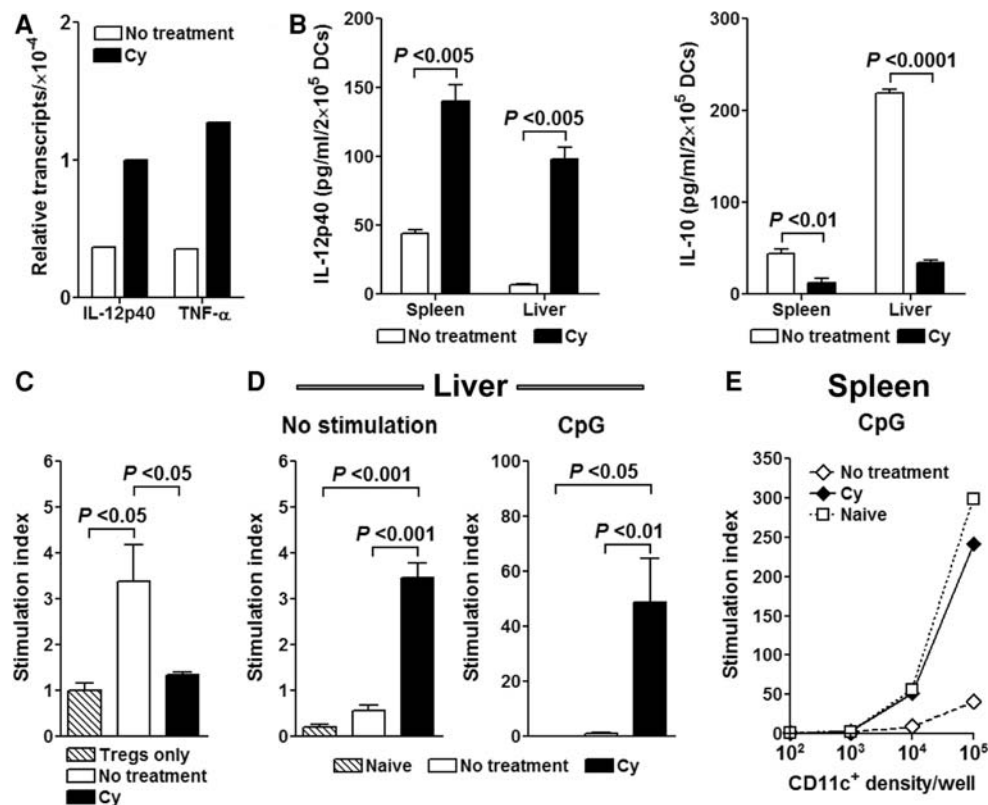 A
Relative transcripts/×10⁻⁴
2
1
0
No treatment
Cy
IL-12p40
TNF-α
B
IL-12p40 (pg/ml/2×10⁵ DCs)
200
150
100
50
0
P <0.005
P <0.005
Spleen
Liver
No treatment
Cy
IL-10 (pg/ml/2×10⁵ DCs)
300
200
100
0
P <0.01
P <0.0001
Spleen
Liver
No treatment
Cy
C
Stimulation index
6
5
4
3
2
1
0
P <0.05
P <0.05
Tregs only
No treatment
Cy
D
Liver
No stimulation
Stimulation index
6
5
4
3
2
1
0
P <0.001
P <0.001
CpG
Stimulation index
100
80
60
40
20
0
P <0.05
P <0.01
Naive
No treatment
Cy
E
Spleen
CpG
Stimulation index
350
300
250
200
150
100
50
0
No treatment
Cy
Naive
10²
10³
10⁴
10⁵
CD11c⁺ density/well